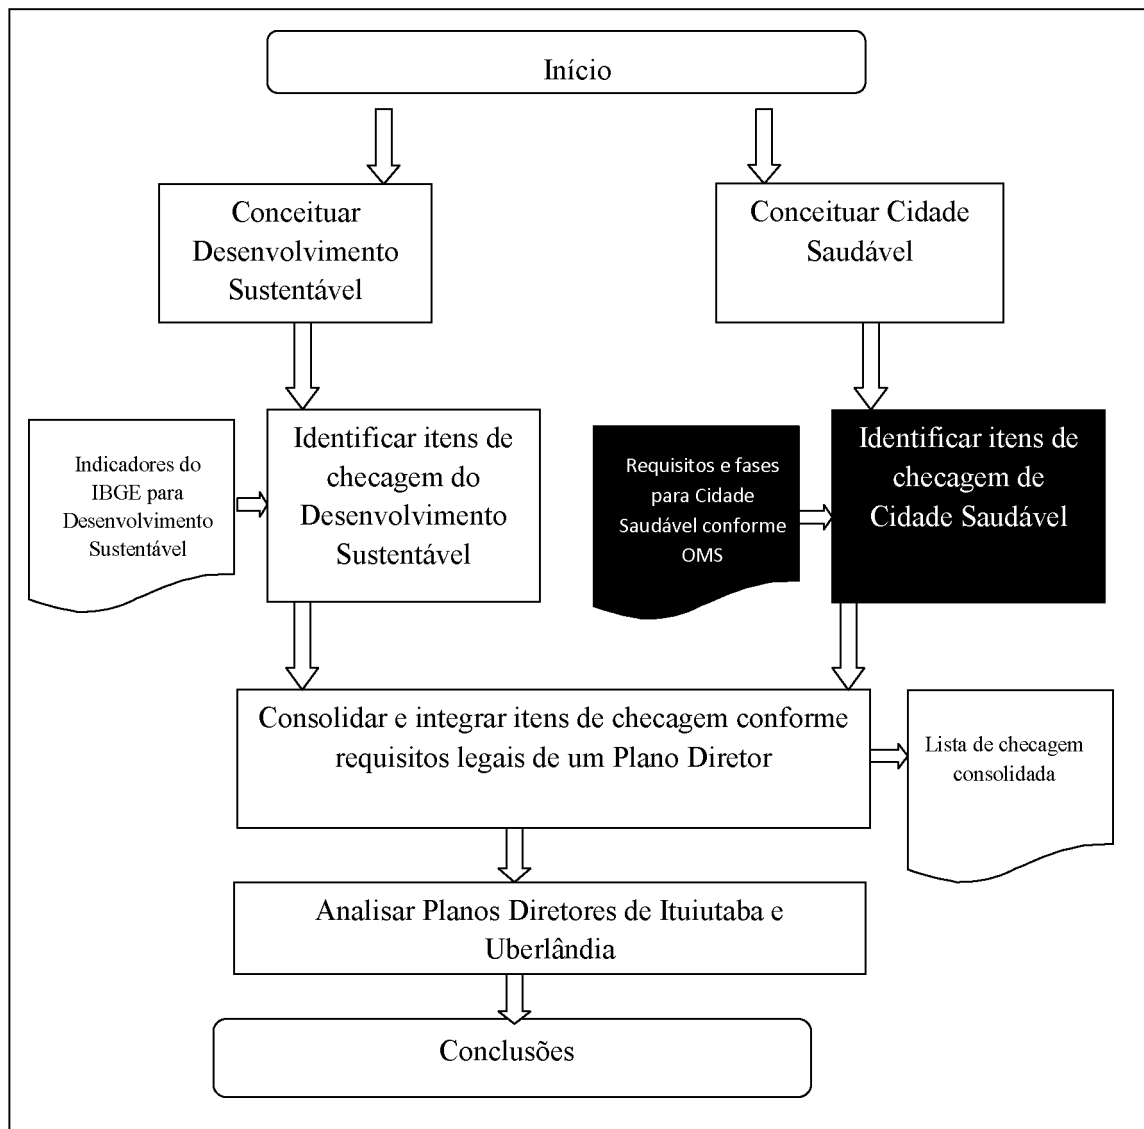 Início
Conceituar
Desenvolvimento
Sustentável
Conceituar Cidade
Saudável
Indicadores do
IBGE para
Desenvolvimento
Sustentável
Identificar itens de
checagem do
Desenvolvimento
Sustentável
Requisitos e fases
para Cidade
Saudável conforme
OMS
Identificar itens de
checagem de
Cidade Saudável
Consolidar e integrar itens de checagem conforme
requisitos legais de um Plano Diretor
Lista de checagem
consolidada
Analisar Planos Diretores de Ituiutaba e
Uberlândia
Conclusões